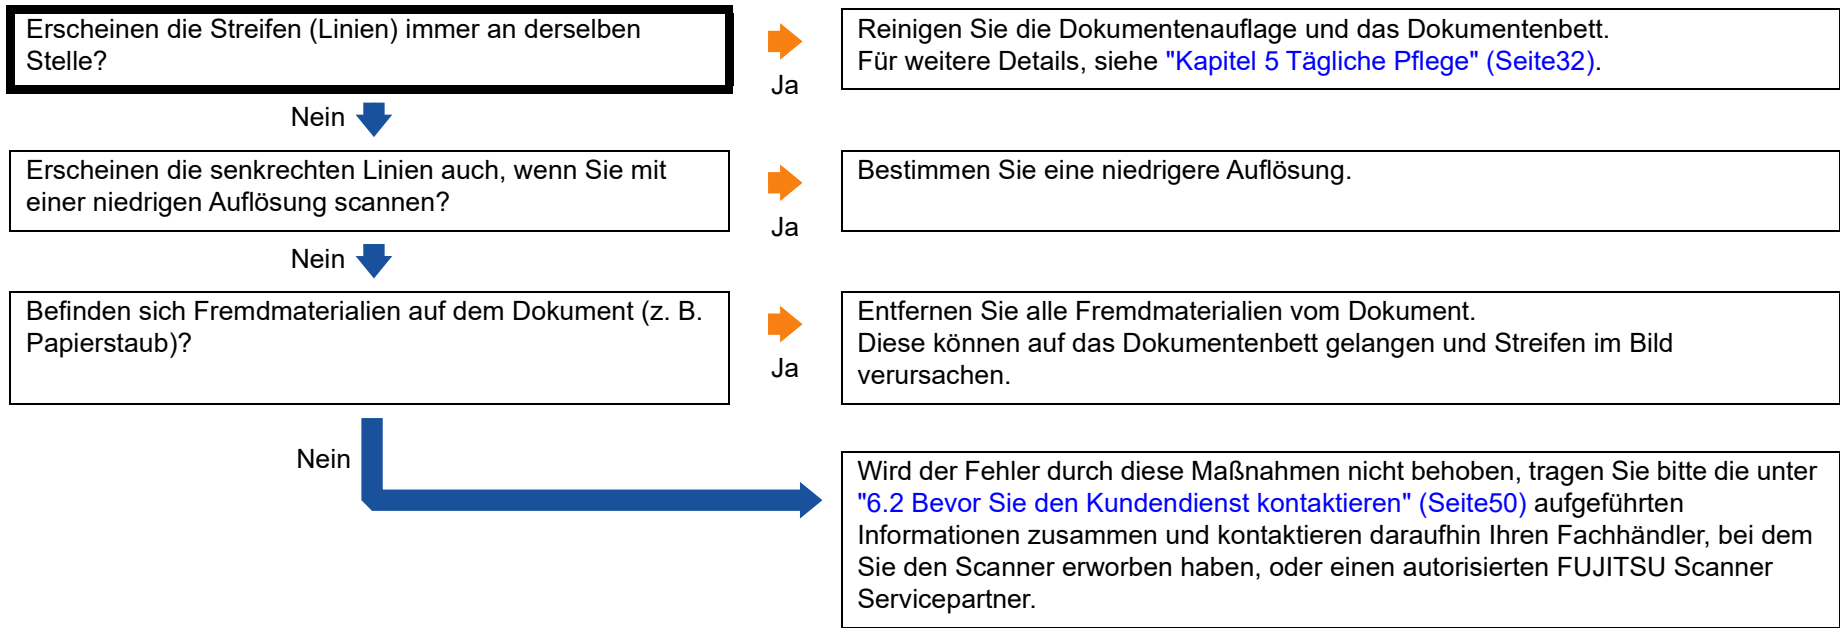 Erscheinen die Streifen (Linien) immer an derselben
Stelle?
Ja
Reinigen Sie die Dokumentenauflage und das Dokumentenbett.
Für weitere Details, siehe "Kapitel 5 Tägliche Pflege" (Seite32).
Nein
Erscheinen die senkrechten Linien auch, wenn Sie mit
einer niedrigen Auflösung scannen?
Ja
Bestimmen Sie eine niedrigere Auflösung.
Nein
Befinden sich Fremdmaterialien auf dem Dokument (z. B.
Papierstaub)?
Ja
Entfernen Sie alle Fremdmaterialien vom Dokument.
Diese können auf das Dokumentenbett gelangen und Streifen im Bild
verursachen.
Nein
Wird der Fehler durch diese Maßnahmen nicht behoben, tragen Sie bitte die unter
"6.2 Bevor Sie den Kundendienst kontaktieren" (Seite50) aufgeführten
Informationen zusammen und kontaktieren daraufhin Ihren Fachhändler, bei dem
Sie den Scanner erworben haben, oder einen autorisierten FUJITSU Scanner
Servicepartner.